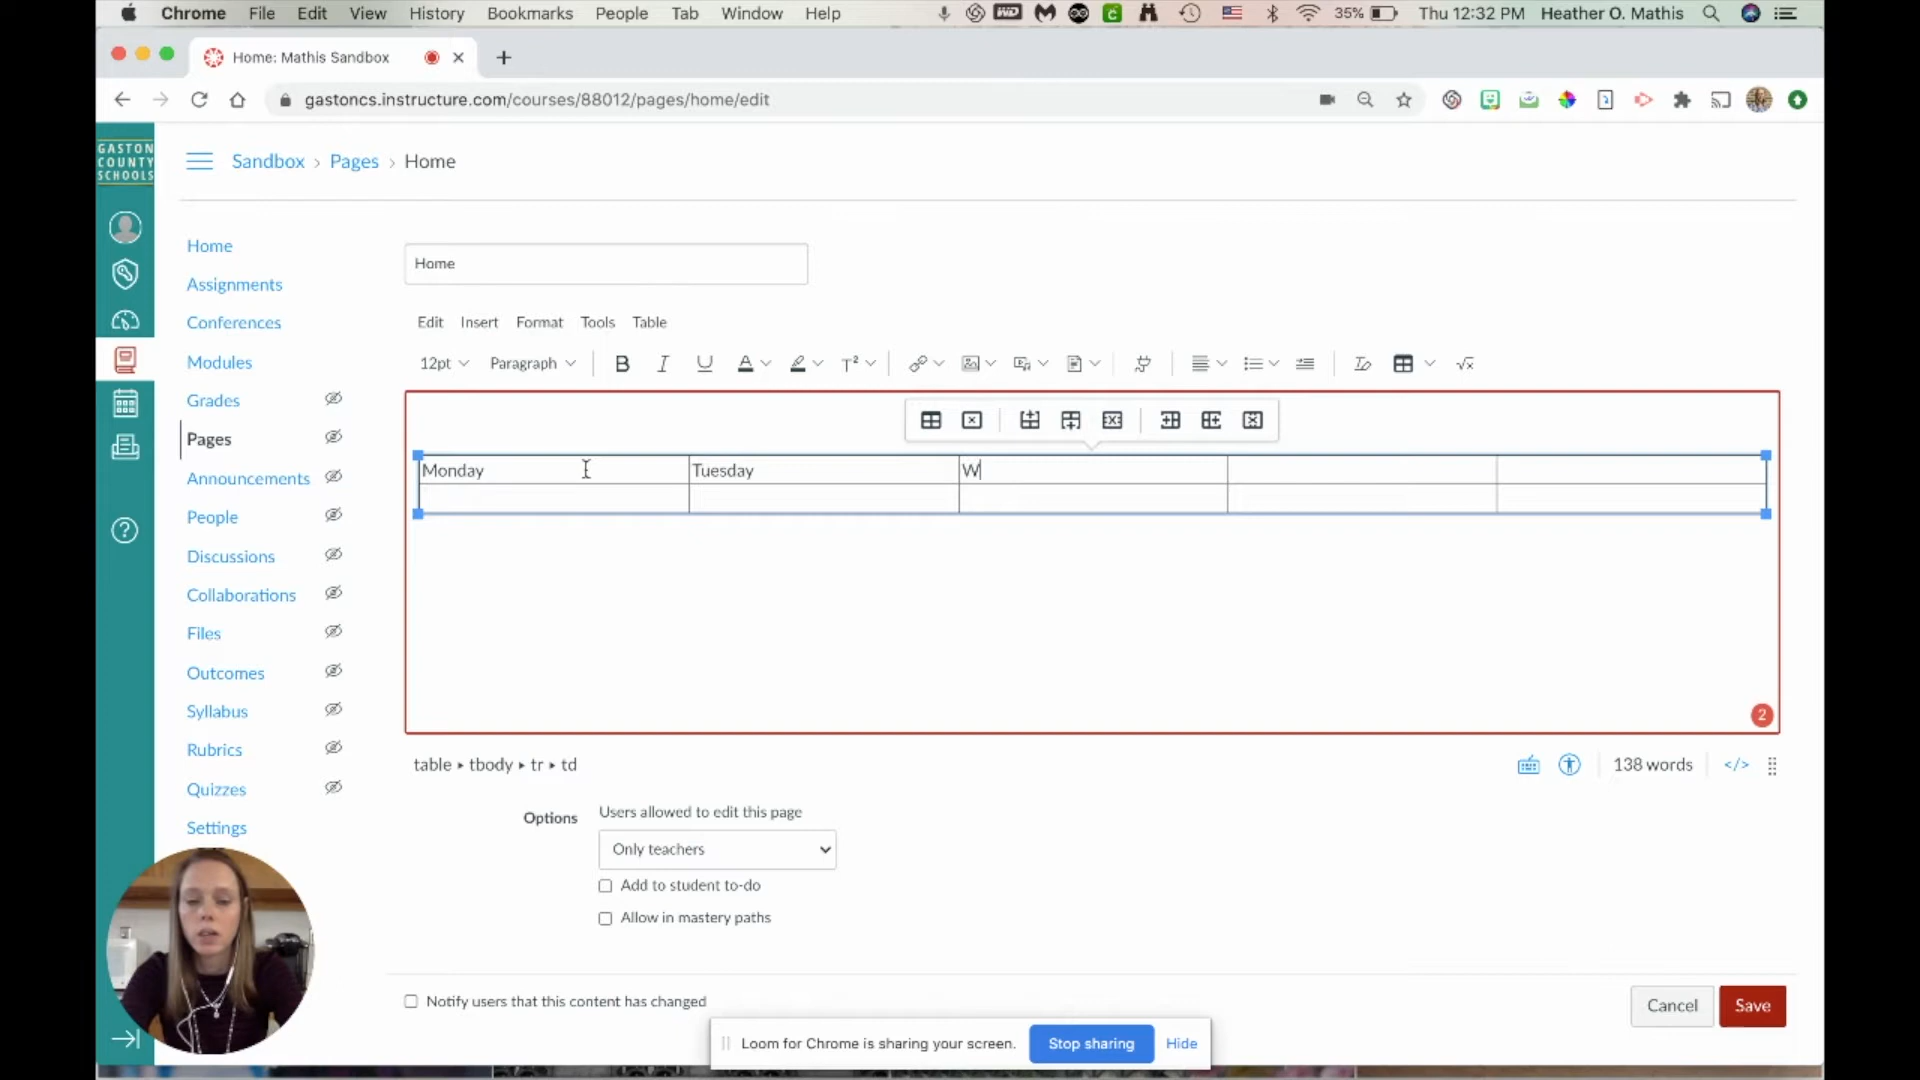 Chrome File Edit View History Bookmarks People Tab Window Help WD 35% Thu 12:32 PM Heather O. Mathis
Home: Mathis Sandbox
gastoncs.instructure.com/courses/88012/pages/home/edit
GASTON
COUNTY
SCHOOLS
Sandbox › Pages › Home
Home
Assignments
Conferences
Modules
Grades
Pages
Announcements
People
Discussions
Collaborations
Files
Outcomes
Syllabus
Rubrics
Quizzes
Settings
Home
Edit Insert Format Tools Table
12pt Paragraph B I U A T²
Monday Tuesday W
2
table ▸ tbody ▸ tr ▸ td
138 words </>
Options
Users allowed to edit this page
Only teachers
Add to student to-do
Allow in mastery paths
Notify users that this content has changed
Cancel Save
Loom for Chrome is sharing your screen. Stop sharing Hide